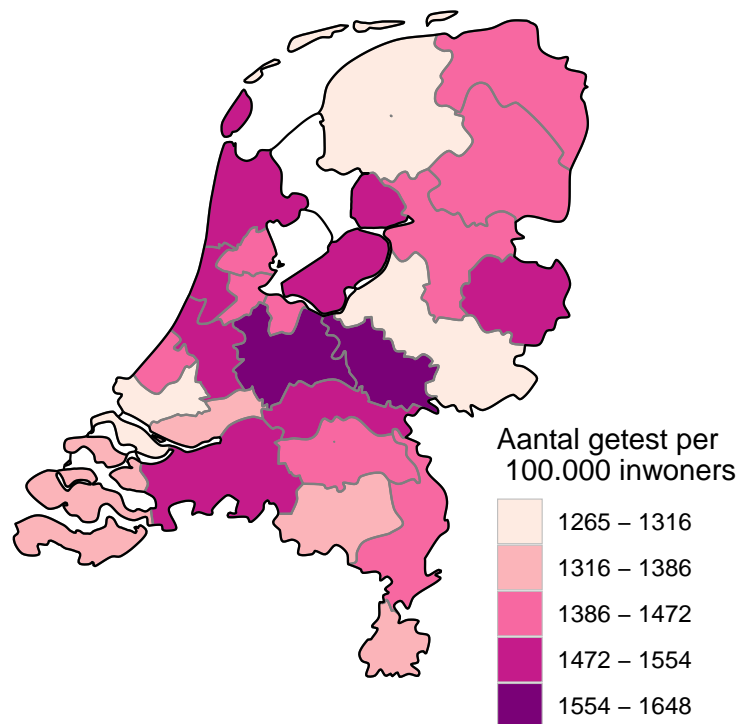 Aantal getest per
100.000 inwoners
1265 – 1316
1316 – 1386
1386 – 1472
1472 – 1554
1554 – 1648